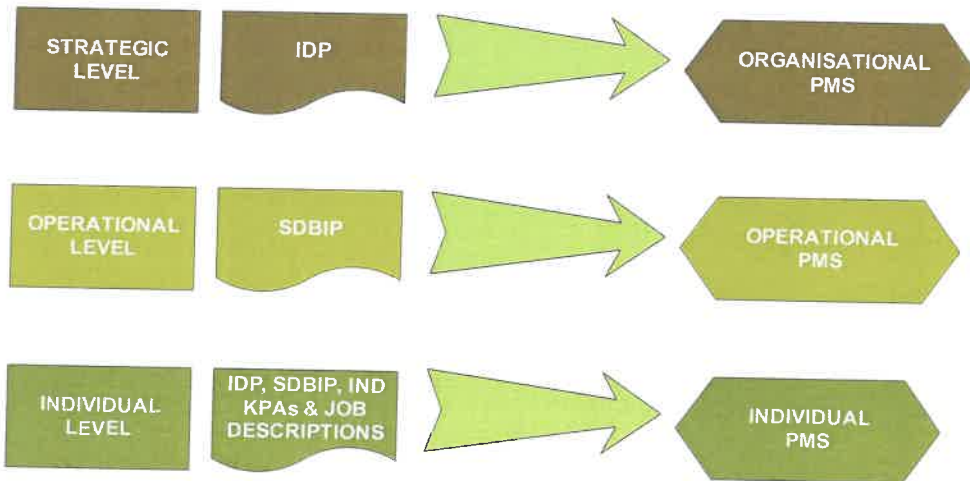 STRATEGIC
LEVEL
IDP
ORGANISATIONAL
PMS
OPERATIONAL
LEVEL
SDBIP
OPERATIONAL
PMS
INDIVIDUAL
LEVEL
IDP, SDBIP, IND
KPAs & JOB
DESCRIPTIONS
INDIVIDUAL
PMS